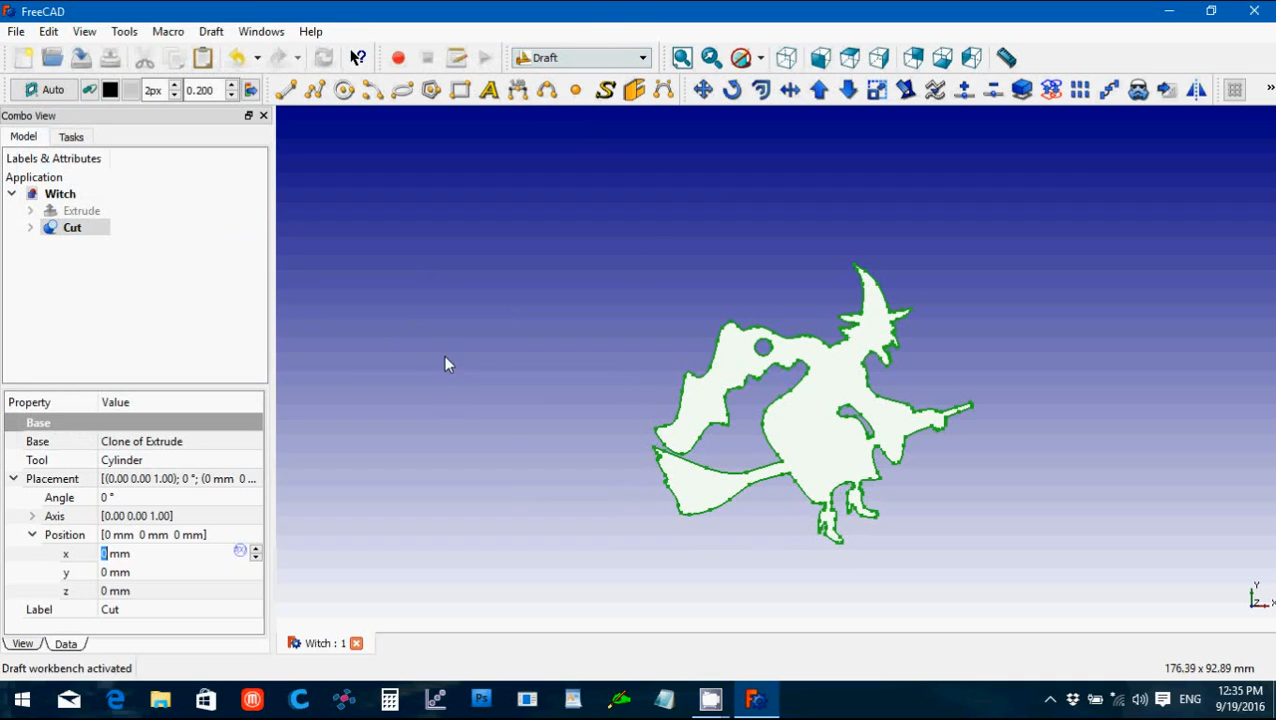 FreeCAD
File Edit View Tools Macro Draft Windows Help
Draft
Auto 2px 0.200 »
Combo View
Model Tasks
Labels & Attributes
Application
Witch
Extrude
Cut
Property Value
Base
Base Clone of Extrude
Tool Cylinder
Placement [(0.00 0.00 1.00); 0 °; (0 mm 0 ...
Angle 0 °
Axis [0.00 0.00 1.00]
Position [0 mm 0 mm 0 mm]
x 0 mm
y 0 mm
z 0 mm
Label Cut
View Data
Witch : 1
Draft workbench activated
176.39 x 92.89 mm
Y
Z X
ENG
12:35 PM
9/19/2016